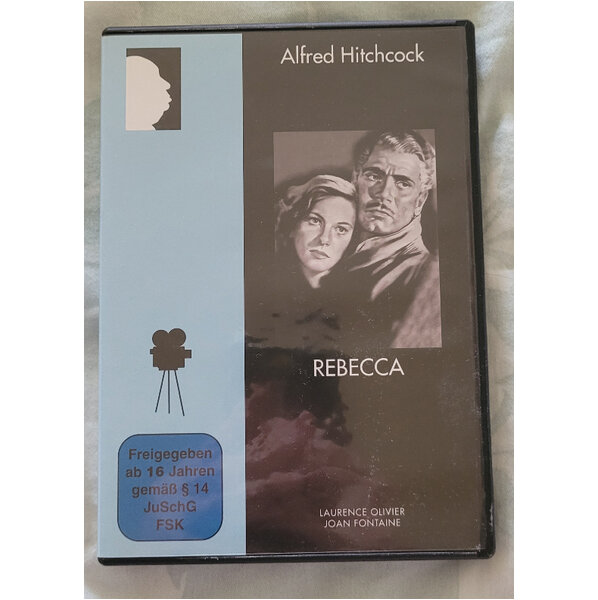 Alfred Hitchcock
REBECCA
Freigegeben
ab 16 Jahren
gemäß § 14
JuSchG
FSK
LAURENCE OLIVIER
JOAN FONTAINE